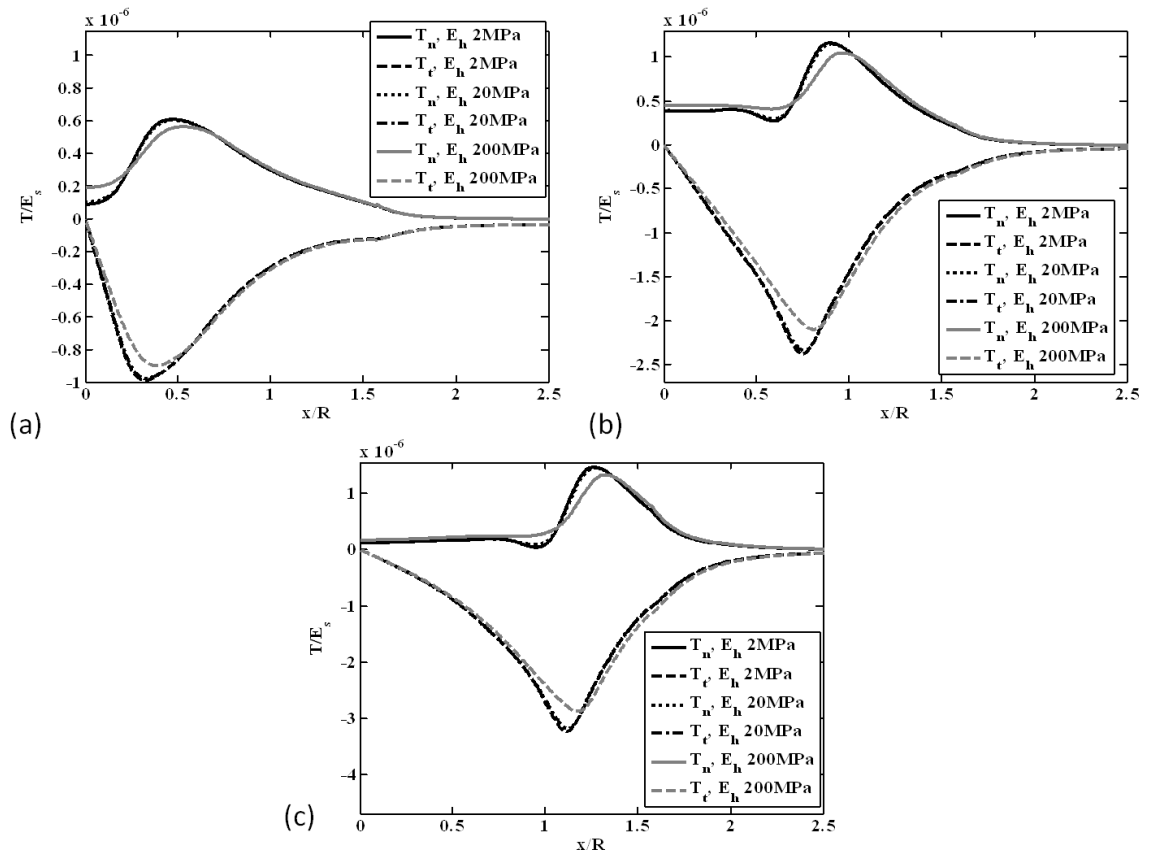 x 10^-6
1
0.8
0.6
0.4
0.2
0
-0.2
-0.4
-0.6
-0.8
-1
T/E_s
0 0.5 1 1.5 2 2.5
x/R
T_n, E_h 2MPa
T_t, E_h 2MPa
T_n, E_h 20MPa
T_t, E_h 20MPa
T_n, E_h 200MPa
T_t, E_h 200MPa
(a)
x 10^-6
1
0.5
0
-0.5
-1
-1.5
-2
-2.5
T/E_s
0 0.5 1 1.5 2 2.5
x/R
T_n, E_h 2MPa
T_t, E_h 2MPa
T_n, E_h 20MPa
T_t, E_h 20MPa
T_n, E_h 200MPa
T_t, E_h 200MPa
(b)
x 10^-6
1
0
-1
-2
-3
-4
T/E_s
0 0.5 1 1.5 2 2.5
x/R
T_n, E_h 2MPa
T_t, E_h 2MPa
T_n, E_h 20MPa
T_t, E_h 20MPa
T_n, E_h 200MPa
T_t, E_h 200MPa
(c)